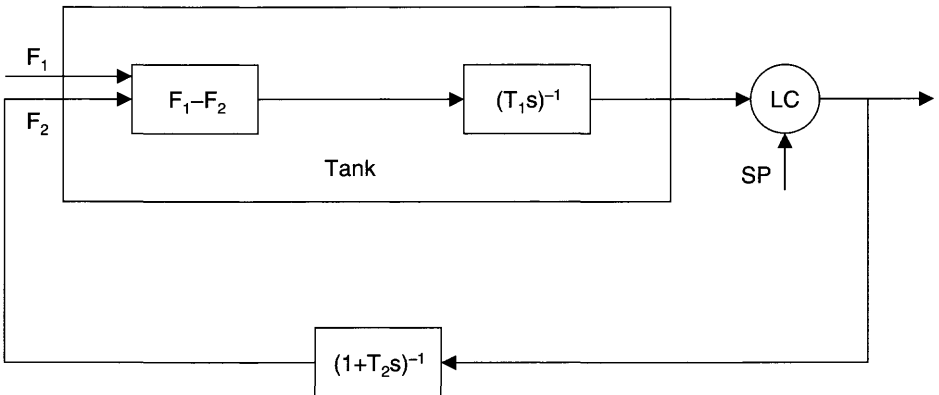 F₁
F₂
F₁–F₂
(T₁s)⁻¹
LC
Tank
SP
(1+T₂s)⁻¹